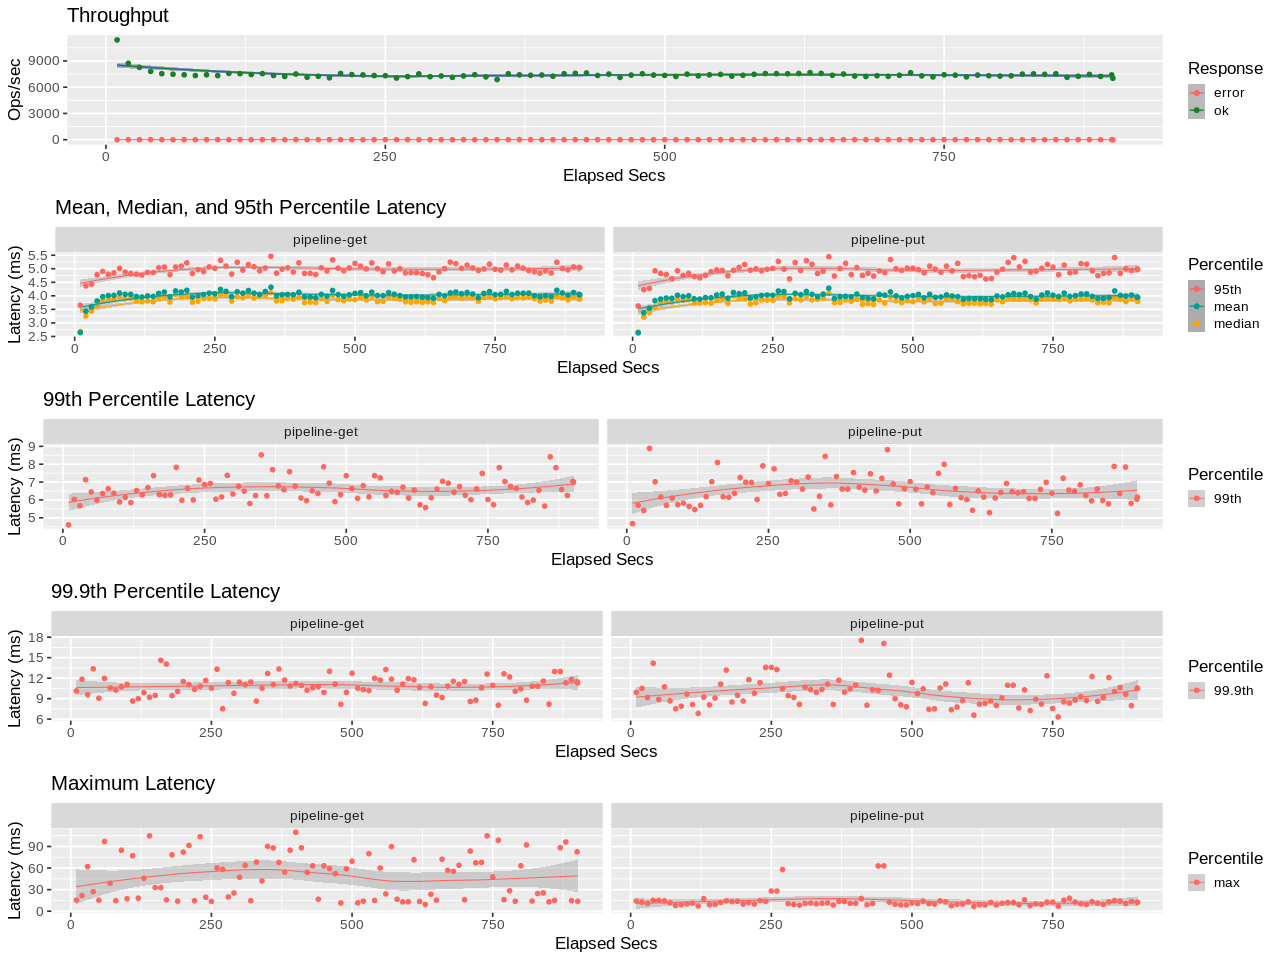 Throughput
Ops/sec
9000
6000
3000
0
0
250
500
750
Elapsed Secs
Response
error
ok
Mean, Median, and 95th Percentile Latency
pipeline-get
pipeline-put
Latency (ms)
5.5
5.0
4.5
4.0
3.5
3.0
2.5
0
250
500
750
0
250
500
750
Elapsed Secs
Percentile
95th
mean
median
99th Percentile Latency
pipeline-get
pipeline-put
Latency (ms)
9
8
7
6
5
0
250
500
750
0
250
500
750
Elapsed Secs
Percentile
99th
99.9th Percentile Latency
pipeline-get
pipeline-put
Latency (ms)
18
15
12
9
6
0
250
500
750
0
250
500
750
Elapsed Secs
Percentile
99.9th
Maximum Latency
pipeline-get
pipeline-put
Latency (ms)
90
60
30
0
0
250
500
750
0
250
500
750
Elapsed Secs
Percentile
max